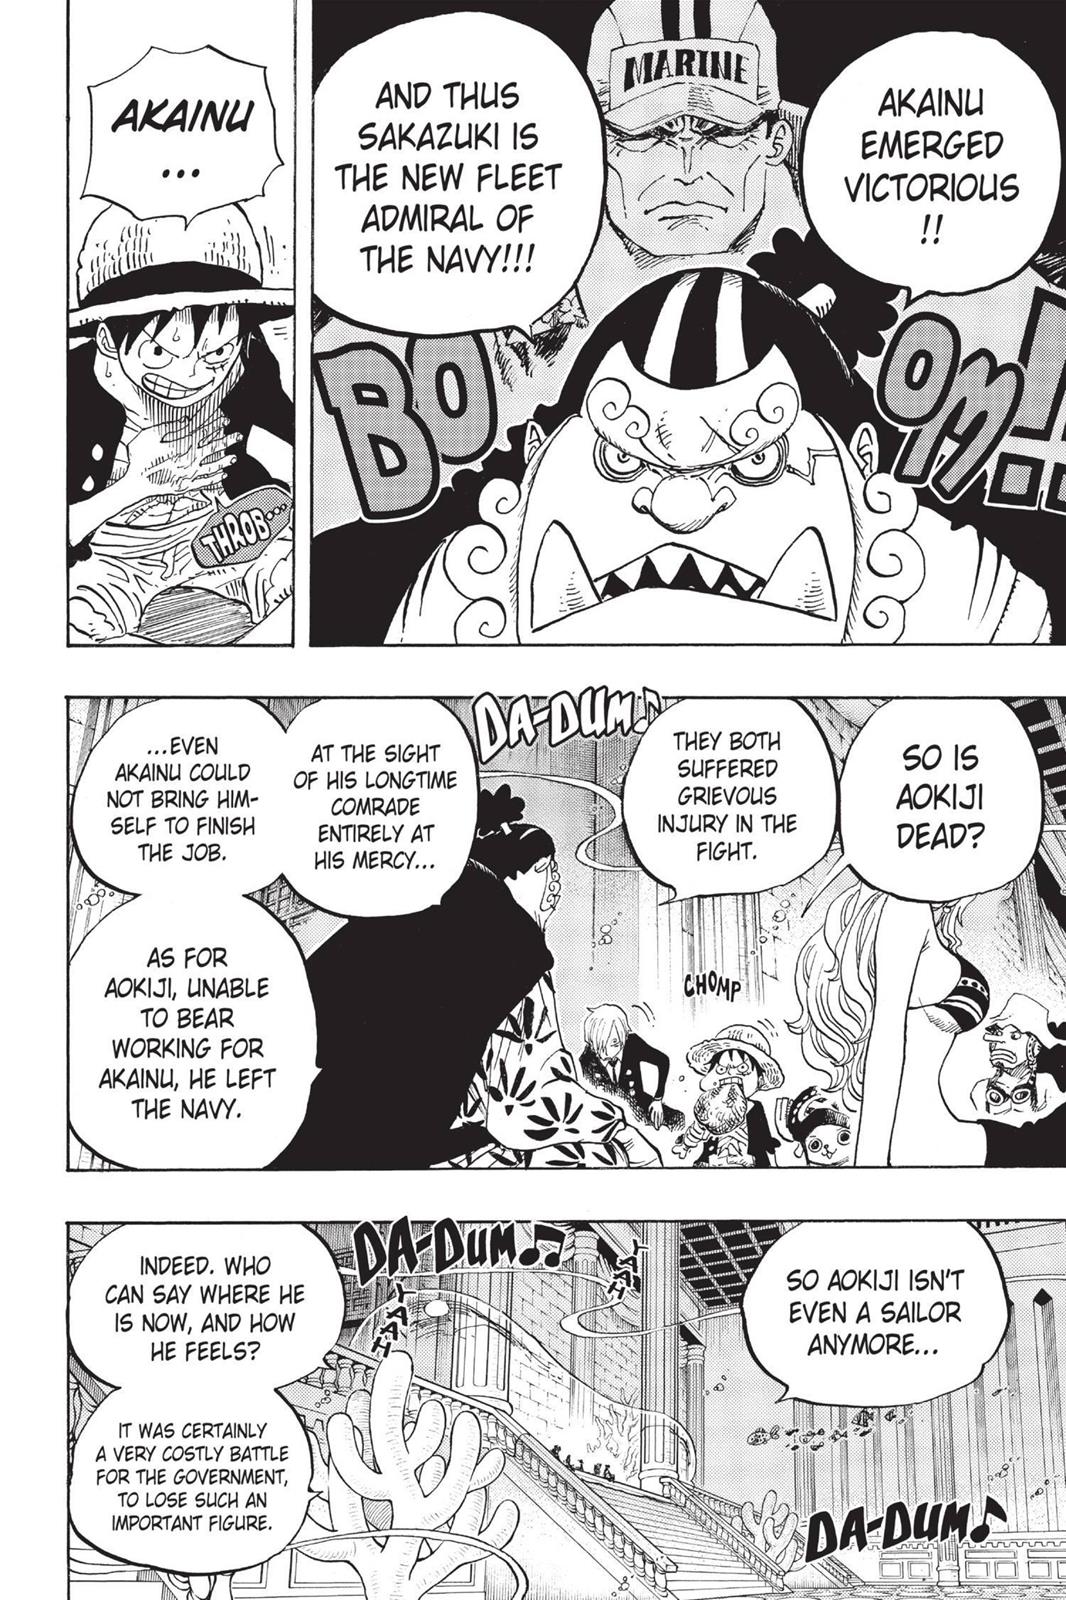 MARINE
AKAINU
EMERGED
VICTORIOUS
!!
AND THUS
SAKAZUKI IS
THE NEW FLEET
ADMIRAL OF
THE NAVY!!!
BOOM!!
AKAINU
...
THROB...
SO IS
AOKIJI
DEAD?
THEY BOTH
SUFFERED
GRIEVOUS
INJURY IN THE
FIGHT.
DA-DUM♪
AT THE SIGHT
OF HIS LONGTIME
COMRADE
ENTIRELY AT
HIS MERCY...
...EVEN
AKAINU COULD
NOT BRING HIM-
SELF TO FINISH
THE JOB.
AS FOR
AOKIJI, UNABLE
TO BEAR
WORKING FOR
AKAINU, HE LEFT
THE NAVY.
CHOMP
SO AOKIJI ISN'T
EVEN A SAILOR
ANYMORE...
YAAH
DA-DUM♫
YAAH
INDEED. WHO
CAN SAY WHERE HE
IS NOW, AND HOW
HE FEELS?
IT WAS CERTAINLY
A VERY COSTLY BATTLE
FOR THE GOVERNMENT,
TO LOSE SUCH AN
IMPORTANT FIGURE.
DA-DUM♪